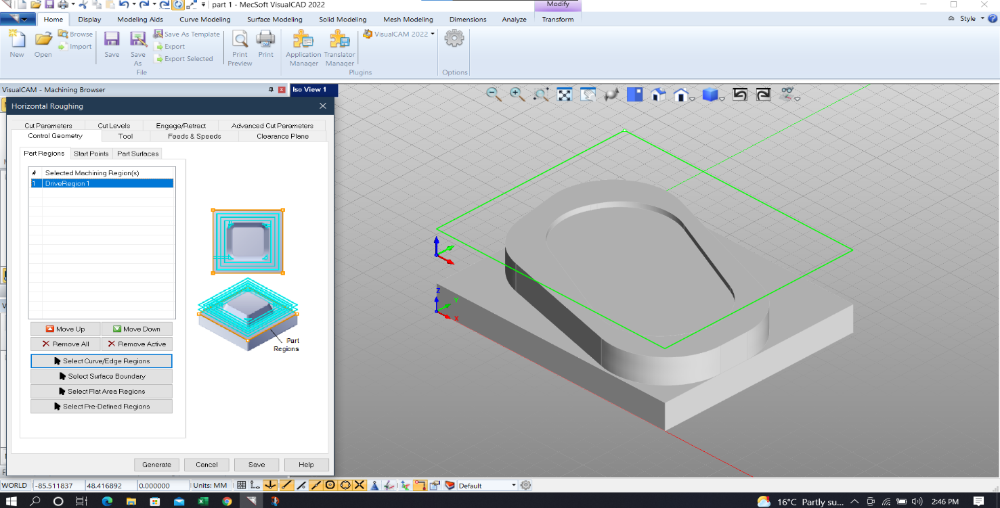 part 1 - MecSoft VisualCAD 2022
Modify
Home Display Modeling Aids Curve Modeling Surface Modeling Solid Modeling Mesh Modeling Dimensions Analyze Transform Style
New Open Browse Import Save Save As Save As Template Export Export Selected
Print Preview Print Application Manager Translator Manager VisualCAM 2022
File Plugins Options
VisualCAM - Machining Browser
Iso View 1
Horizontal Roughing
Cut Parameters Cut Levels Engage/Retract Advanced Cut Parameters
Control Geometry Tool Feeds & Speeds Clearance Plane
Part Regions Start Points Part Surfaces
# Selected Machining Region(s)
1 DriveRegion 1
Move Up Move Down
Remove All Remove Active
Select Curve/Edge Regions
Select Surface Boundary
Select Flat Area Regions
Select Pre-Defined Regions
Part
Regions
Z
Y
X
Generate Cancel Save Help
WORLD -85.511837 48.416892 0.000000 Units: MM Default
16°C Partly su... 2:46 PM